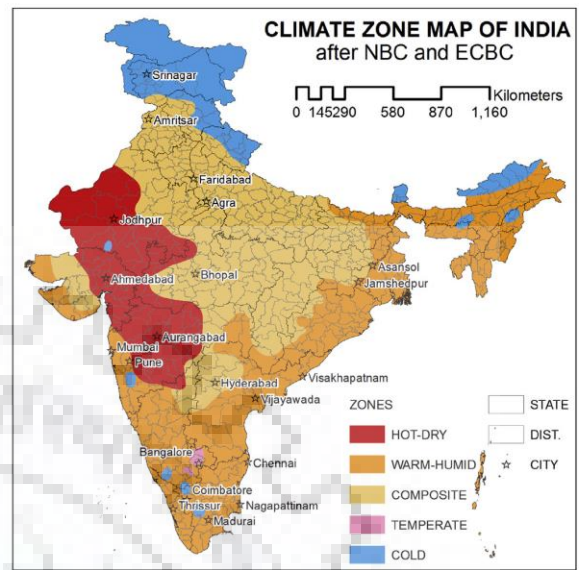 CLIMATE ZONE MAP OF INDIA
after NBC and ECBC
Kilometers
0 145290 580 870 1,160
Srinagar
Amritsar
Faridabad
Agra
Jodhpur
Ahmedabad
Bhopal
Asansol
Jamshedpur
Aurangabad
Mumbai
Pune
Hyderabad
Visakhapatnam
Vijayawada
Bangalore
Chennai
Coimbatore
Thrissur
Nagapattinam
Madurai
ZONES
HOT-DRY
WARM-HUMID
COMPOSITE
TEMPERATE
COLD
STATE
DIST.
CITY